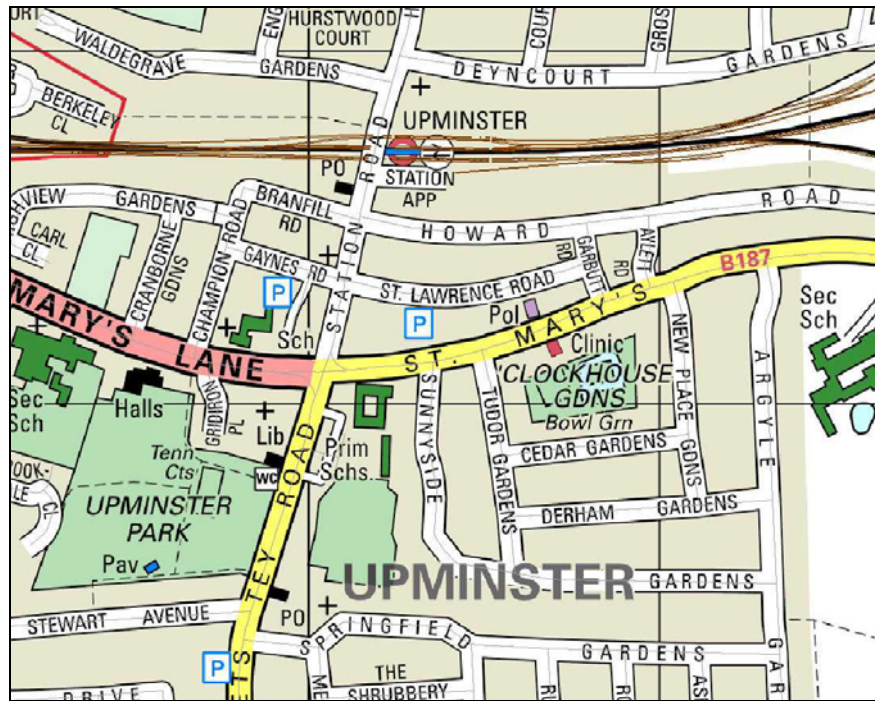 HURSTWOOD
COURT
WALDEGRAVE GARDENS
DEYNCOURT GARDENS
BERKELEY
CL
UPMINSTER
PO
STATION
APP
STATION ROAD
GARDENS
BRANFILL
RD
HOWARD ROAD
CARL
CL
CRANBORNE
GDNS
CHAMPION ROAD
GAYNES RD
ST. LAWRENCE ROAD
GARBUTT
RD
RD
B187
P
P
Pol
Sch
Sec
Sch
MARY'S LANE
ST. MARY'S
Clinic
CLOCKHOUSE
GDNS
Bowl Grn
NEW PLACE GDNS
ARGYLE
Sec
Sch
Halls
GRIDIRON
PL
Lib
Prim
Schs
SUNNYSIDE
TUDOR GARDENS
CEDAR GARDENS
Tenn
Cts
WC
UPMINSTER
PARK
DERHAM GARDENS
CL
Pav
UPMINSTER
GARDENS
STEWART AVENUE
PO
SPRINGFIELD GARDENS
P
THE
SHRUBBERY
DRIVE